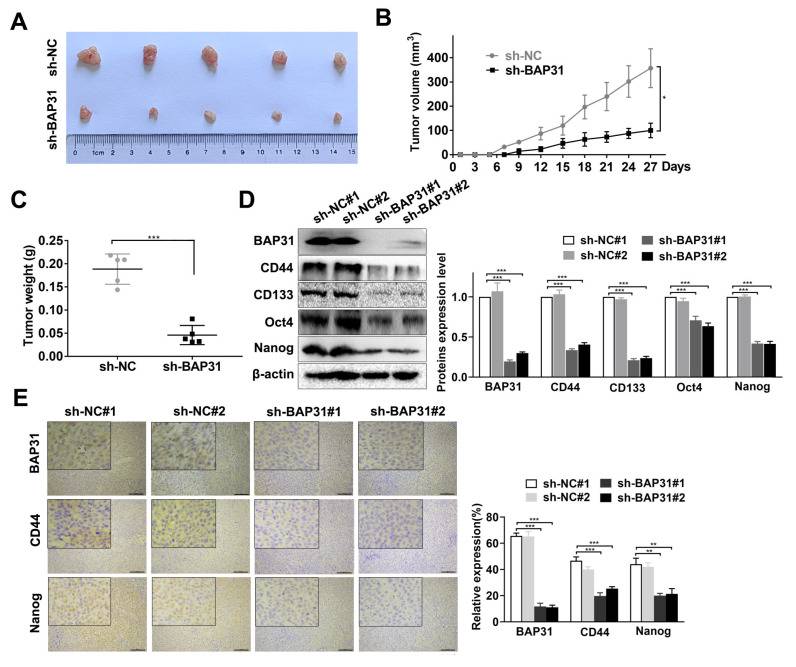 A
sh-NC
sh-BAP31
0 1cm 2 3 4 5 6 7 8 9 10 11 12 13 14 15
B
Tumor volume (mm³)
400
300
200
100
0
sh-NC
sh-BAP31
*
0 3 5 7 9 12 15 18 21 24 27 Days
C
Tumor weight (g)
0.25
0.20
0.15
0.10
0.05
0.00
***
sh-NC sh-BAP31
D
sh-NC#1 sh-NC#2 sh-BAP31#1 sh-BAP31#2
BAP31
CD44
CD133
Oct4
Nanog
β-actin
sh-NC#1 sh-BAP31#1
sh-NC#2 sh-BAP31#2
Proteins expression level
1.0
0.5
0.0
*** *** *** *** ***
*** *** *** *** ***
BAP31 CD44 CD133 Oct4 Nanog
E
sh-NC#1 sh-NC#2 sh-BAP31#1 sh-BAP31#2
BAP31
CD44
Nanog
sh-NC#1 sh-BAP31#1
sh-NC#2 sh-BAP31#2
Relative expression(%)
80
60
40
20
0
*** *** **
*** *** **
BAP31 CD44 Nanog